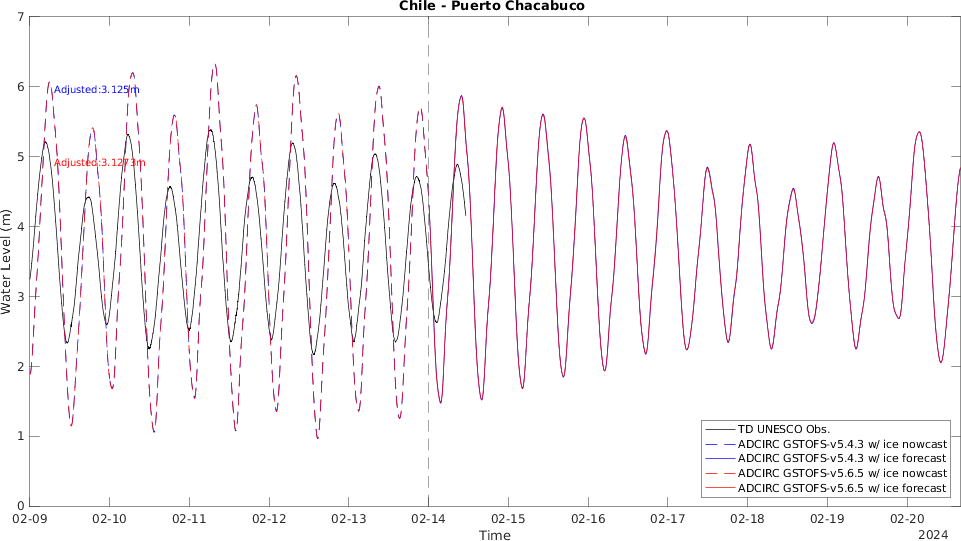 Chile - Puerto Chacabuco
7
6
5
4
3
2
1
0
Water Level (m)
Adjusted:3.125m
Adjusted:3.1273m
TD UNESCO Obs.
ADCIRC GSTOFS-v5.4.3 w/ ice nowcast
ADCIRC GSTOFS-v5.4.3 w/ ice forecast
ADCIRC GSTOFS-v5.6.5 w/ ice nowcast
ADCIRC GSTOFS-v5.6.5 w/ ice forecast
02-09 02-10 02-11 02-12 02-13 02-14 02-15 02-16 02-17 02-18 02-19 02-20
Time
2024